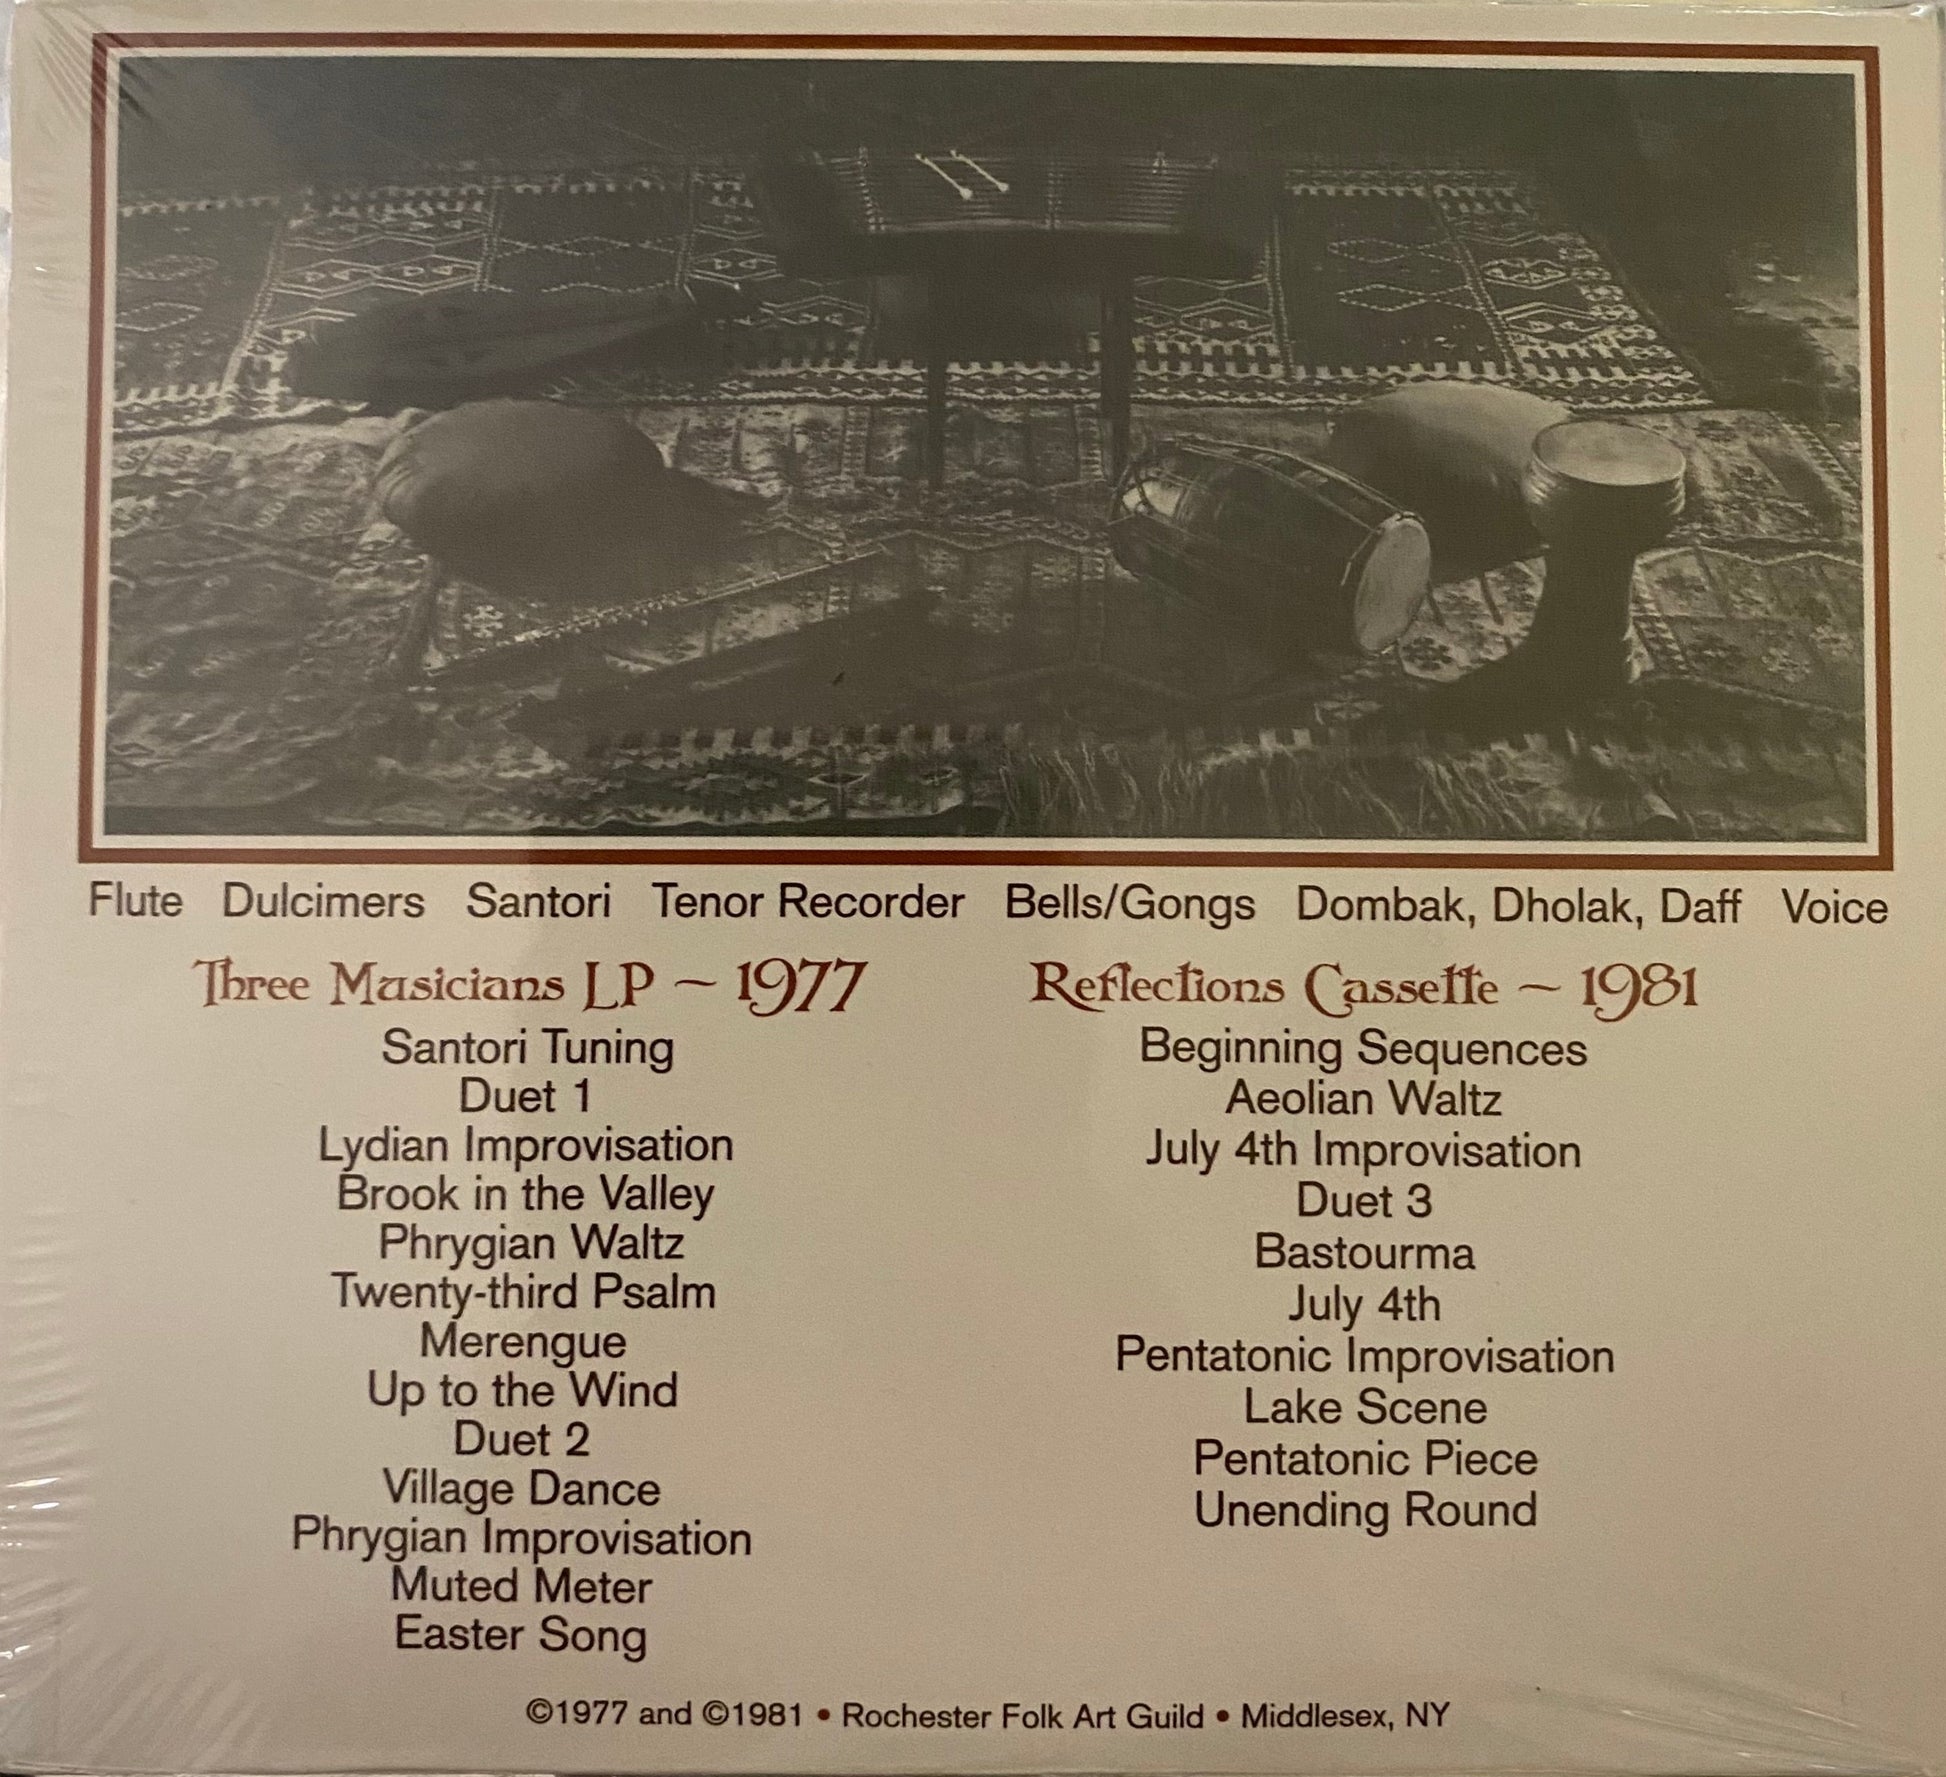 Flute Dulcimers Santori Tenor Recorder Bells/Gongs Dombak, Dholak, Daff Voice
Three Musicians LP ~ 1977
Santori Tuning
Duet 1
Lydian Improvisation
Brook in the Valley
Phrygian Waltz
Twenty-third Psalm
Merengue
Up to the Wind
Duet 2
Village Dance
Phrygian Improvisation
Muted Meter
Easter Song
Reflections Cassette ~ 1981
Beginning Sequences
Aeolian Waltz
July 4th Improvisation
Duet 3
Bastourma
July 4th
Pentatonic Improvisation
Lake Scene
Pentatonic Piece
Unending Round
©1977 and ©1981 • Rochester Folk Art Guild • Middlesex, NY